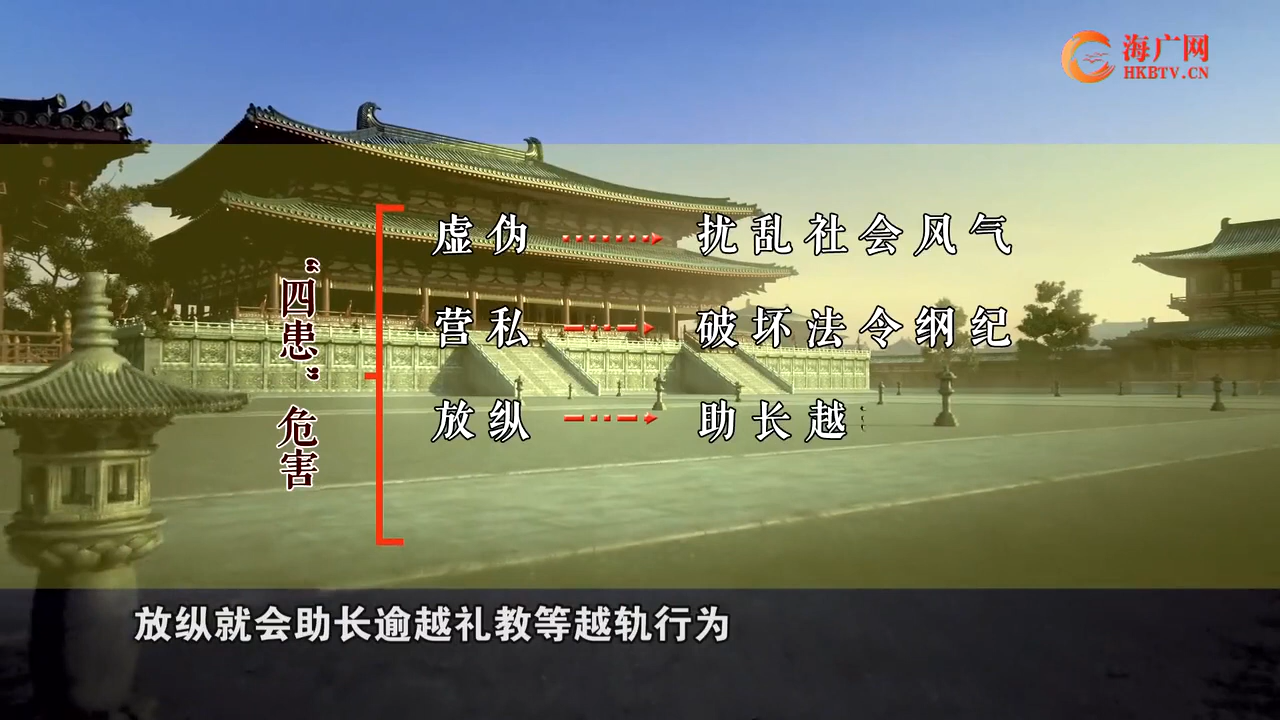 海广网
HKBTV.CN
“四患”危害
虚伪 扰乱社会风气
营私 破坏法令纲纪
放纵 助长越
放纵就会助长逾越礼教等越轨行为